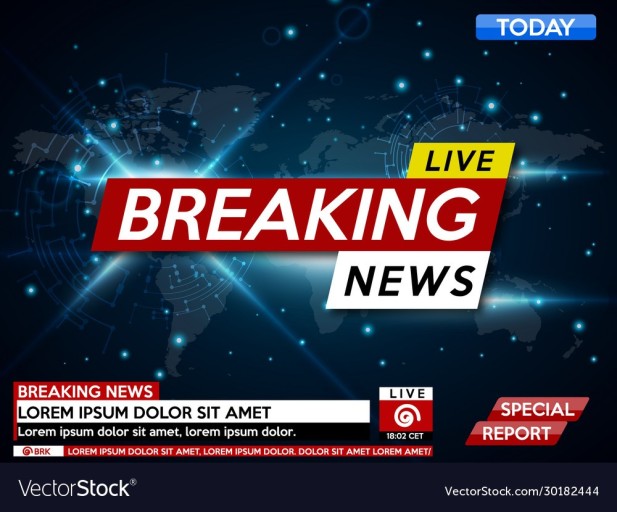 TODAY
LIVE
BREAKING
NEWS
BREAKING NEWS
LOREM IPSUM DOLOR SIT AMET
Lorem ipsum dolor sit amet, lorem ipsum dolor.
LIVE
18:02 CET
BRK
LOREM IPSUM DOLOR SIT AMET, LOREM IPSUM DOLOR. DOLOR SIT AMET LOREM AMET/
SPECIAL
REPORT
VectorStock®
VectorStock.com/30182444